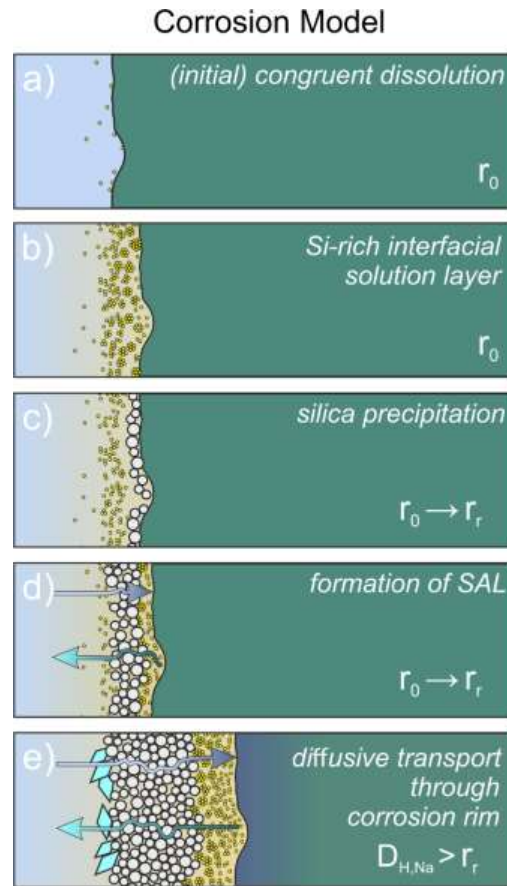 Corrosion Model
a)
(initial) congruent dissolution
r₀
b)
Si-rich interfacial
solution layer
r₀
c)
silica precipitation
r₀ → rᵣ
d)
formation of SAL
r₀ → rᵣ
e)
diffusive transport
through
corrosion rim
D_H,Na > rᵣ